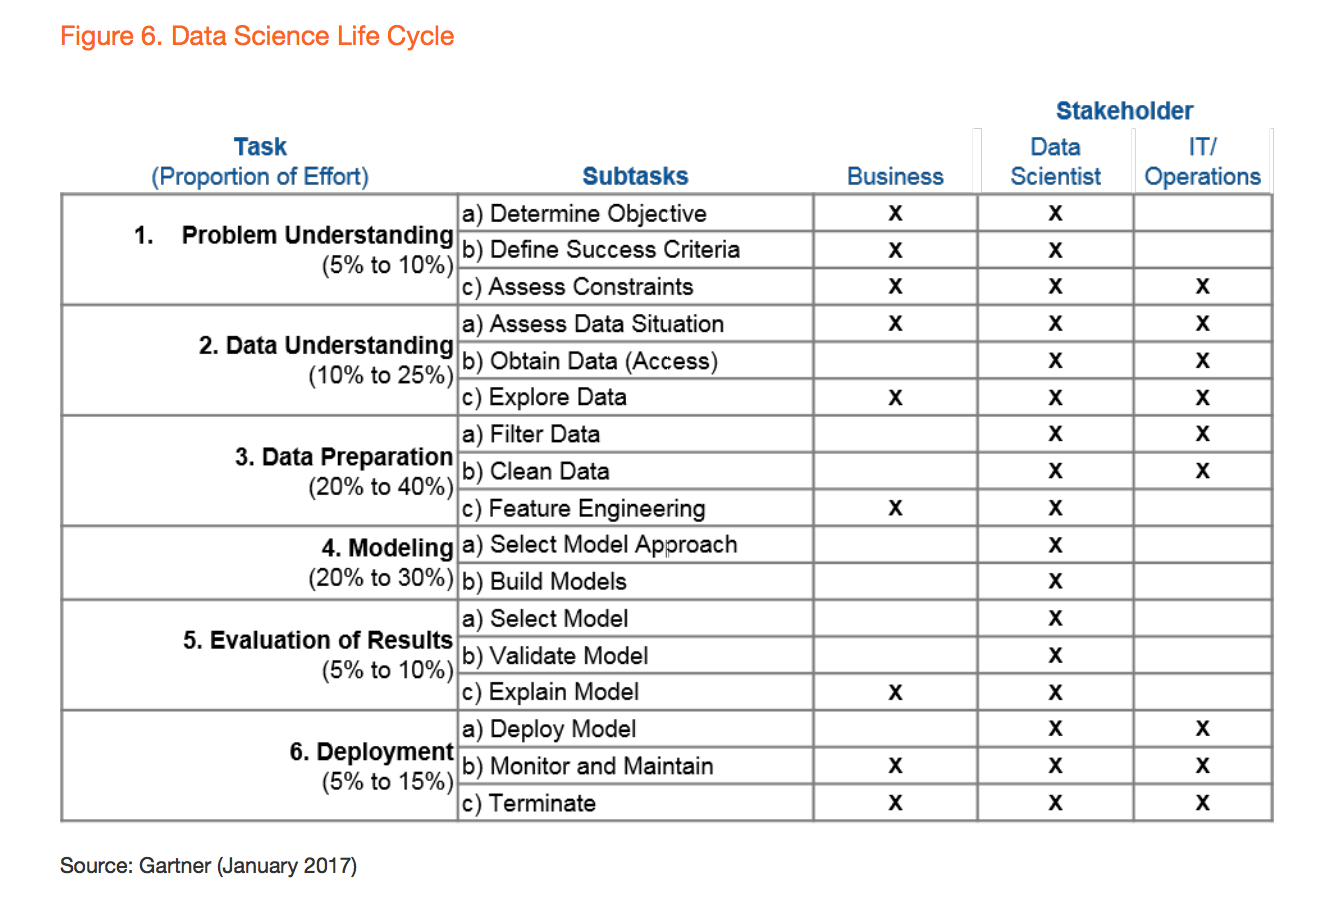 Figure 6. Data Science Life Cycle
Stakeholder
Task
(Proportion of Effort)
Subtasks
Business
Data
Scientist
IT/
Operations
1. Problem Understanding
(5% to 10%)
a) Determine Objective X X
b) Define Success Criteria X X
c) Assess Constraints X X X
2. Data Understanding
(10% to 25%)
a) Assess Data Situation X X X
b) Obtain Data (Access) X X
c) Explore Data X X X
3. Data Preparation
(20% to 40%)
a) Filter Data X X
b) Clean Data X X
c) Feature Engineering X X
4. Modeling
(20% to 30%)
a) Select Model Approach X
b) Build Models X
5. Evaluation of Results
(5% to 10%)
a) Select Model X
b) Validate Model X
c) Explain Model X X
6. Deployment
(5% to 15%)
a) Deploy Model X X
b) Monitor and Maintain X X X
c) Terminate X X X
Source: Gartner (January 2017)